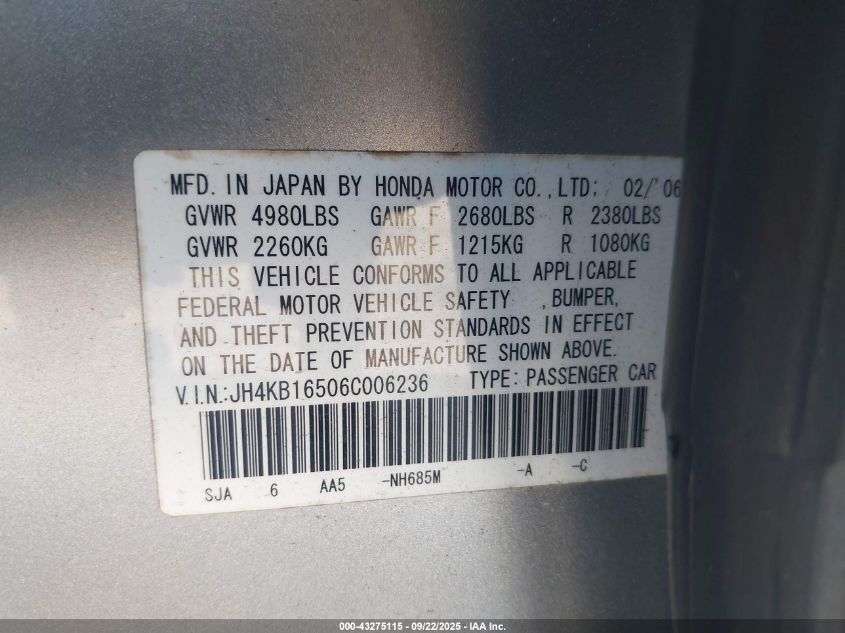 MFD. IN JAPAN BY HONDA MOTOR CO., LTD: 02/'06
GVWR 4980LBS GAWR F 2680LBS R 2380LBS
GVWR 2260KG GAWR F 1215KG R 1080KG
THIS VEHICLE CONFORMS TO ALL APPLICABLE
FEDERAL MOTOR VEHICLE SAFETY , BUMPER,
AND THEFT PREVENTION STANDARDS IN EFFECT
ON THE DATE OF MANUFACTURE SHOWN ABOVE.
V.I.N.:JH4KB16506C006236 TYPE: PASSENGER CAR
SJA 6 AA5 -NH685M -A -C
000-43275115 - 09/22/2025 - IAA Inc.